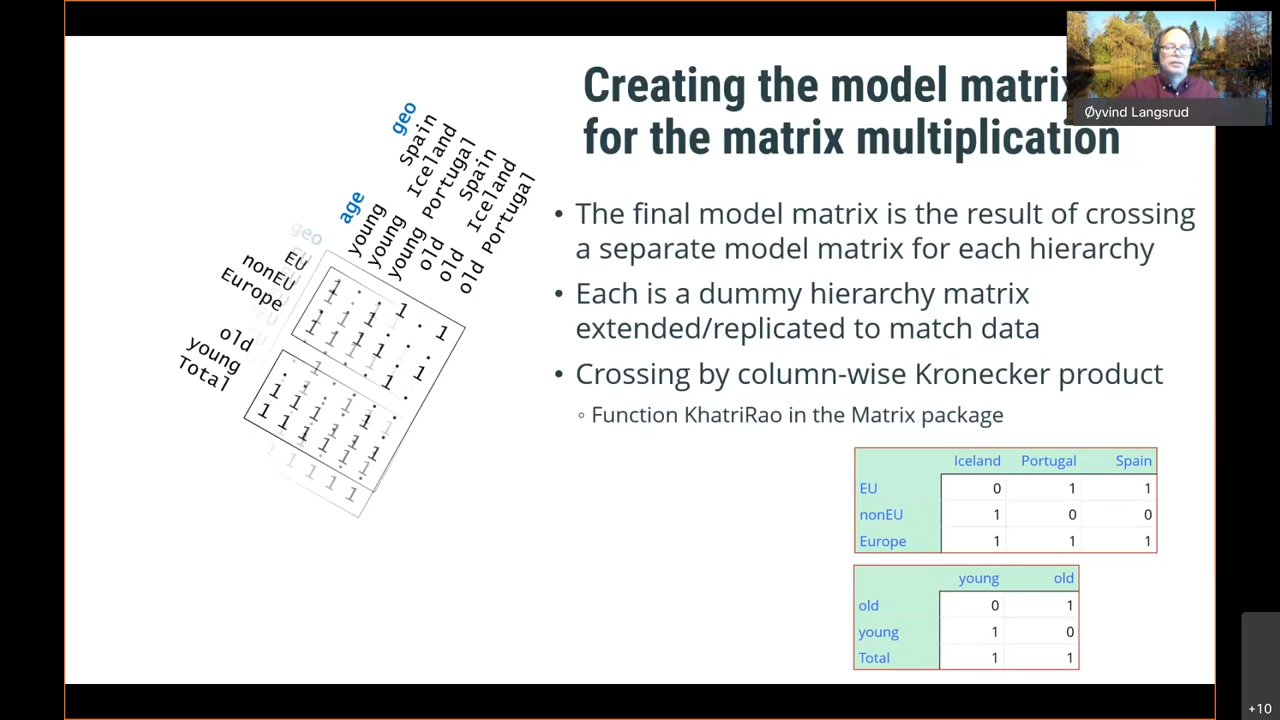 Creating the model matrix
for the matrix multiplication
Øyvind Langsrud
• The final model matrix is the result of crossing
a separate model matrix for each hierarchy
• Each is a dummy hierarchy matrix
extended/replicated to match data
• Crossing by column-wise Kronecker product
◦ Function KhatriRao in the Matrix package
geo
age
young Spain
young Iceland
young Portugal
old Spain
old Iceland
old Portugal
geo
EU
nonEU
Europe
old
young
Total
Iceland Portugal Spain
EU 0 1 1
nonEU 1 0 0
Europe 1 1 1
young old
old 0 1
young 1 0
Total 1 1
+10